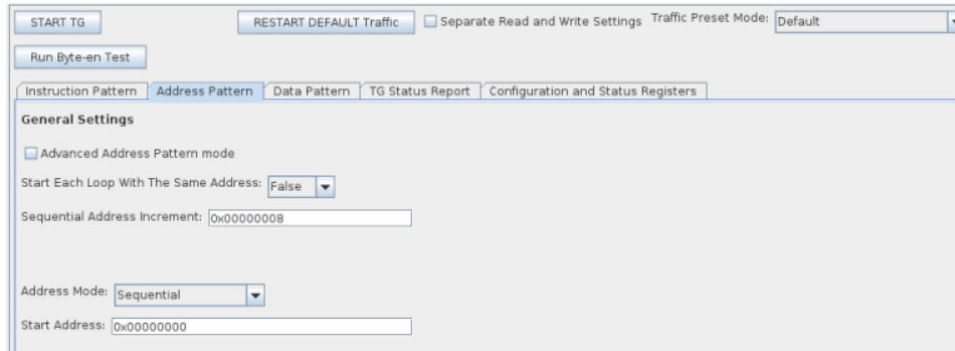 START TG RESTART DEFAULT Traffic Separate Read and Write Settings Traffic Preset Mode: Default
Run Byte-en Test
Instruction Pattern Address Pattern Data Pattern TG Status Report Configuration and Status Registers
General Settings
Advanced Address Pattern mode
Start Each Loop With The Same Address: False
Sequential Address Increment: 0x00000008
Address Mode: Sequential
Start Address: 0x00000000